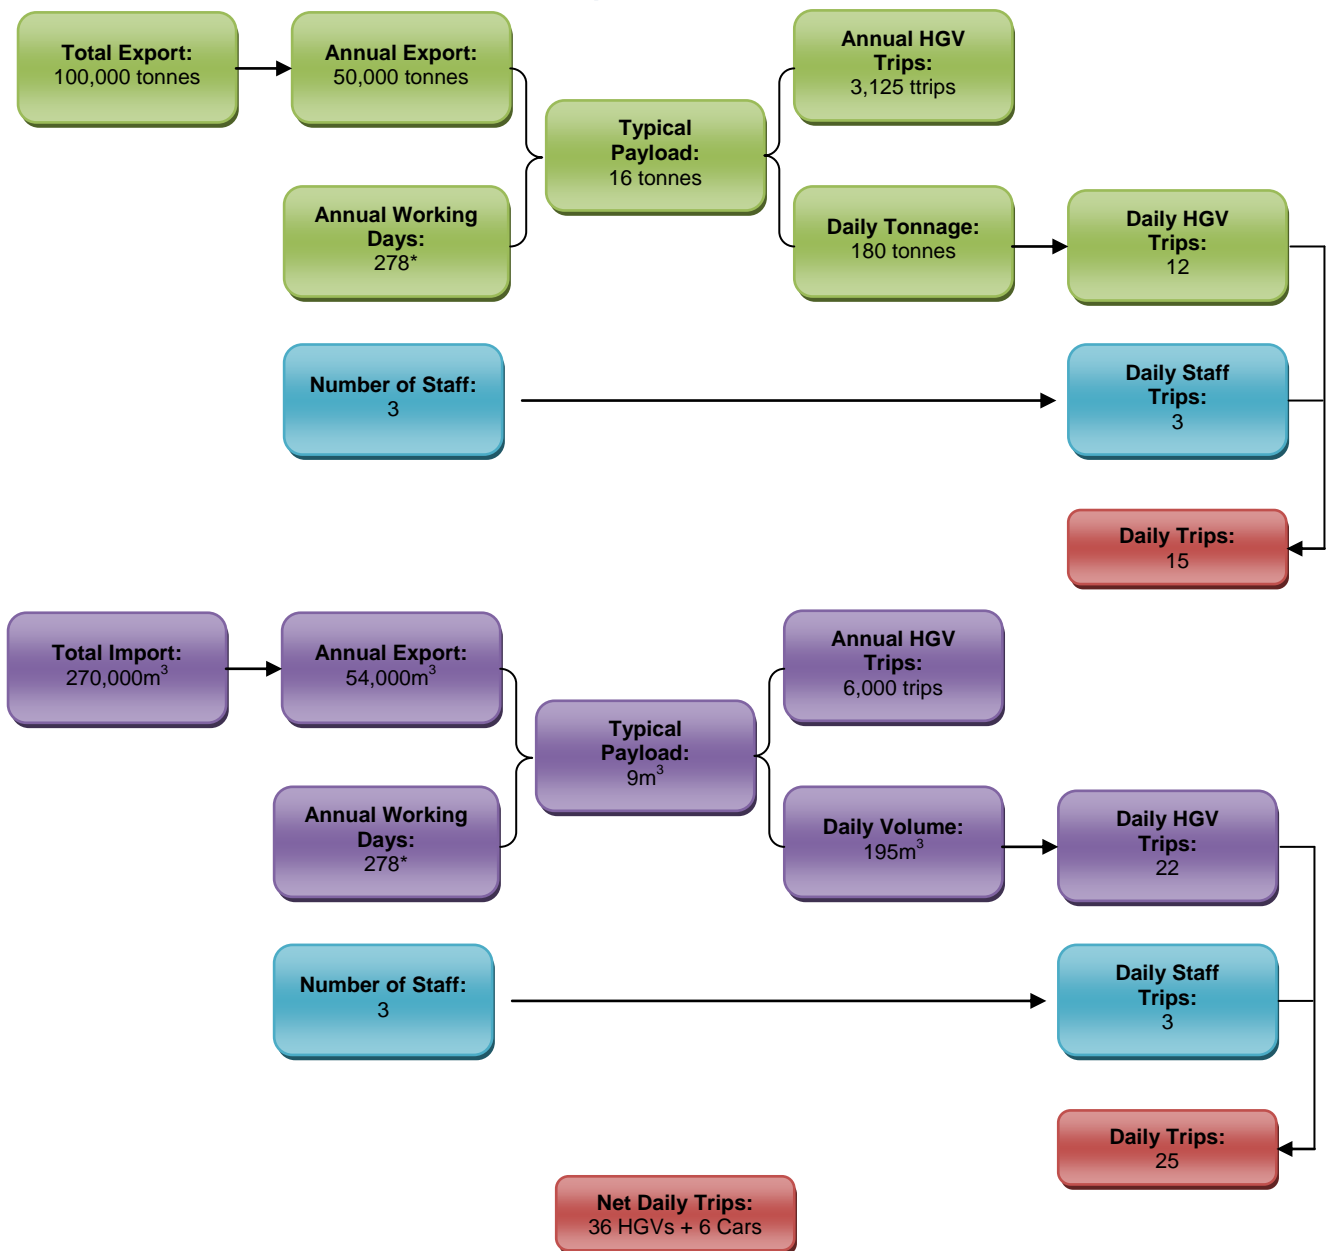 Total Export:
100,000 tonnes
Annual Export:
50,000 tonnes
Annual Working
Days:
278*
Typical
Payload:
16 tonnes
Annual HGV
Trips:
3,125 ttrips
Daily Tonnage:
180 tonnes
Daily HGV
Trips:
12
Number of Staff:
3
Daily Staff
Trips:
3
Daily Trips:
15
Total Import:
270,000m³
Annual Export:
54,000m³
Annual Working
Days:
278*
Typical
Payload:
9m³
Annual HGV
Trips:
6,000 trips
Daily Volume:
195m³
Daily HGV
Trips:
22
Number of Staff:
3
Daily Staff
Trips:
3
Daily Trips:
25
Net Daily Trips:
36 HGVs + 6 Cars